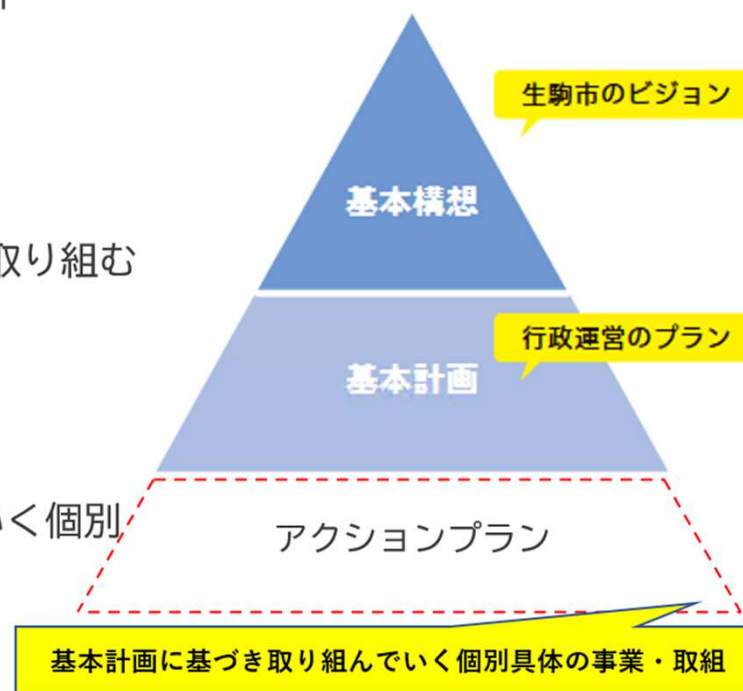 生駒市のビジョン
基本構想
取り組む
行政運営のプラン
基本計画
いく個別
アクションプラン
基本計画に基づき取り組んでいく個別具体の事業・取組